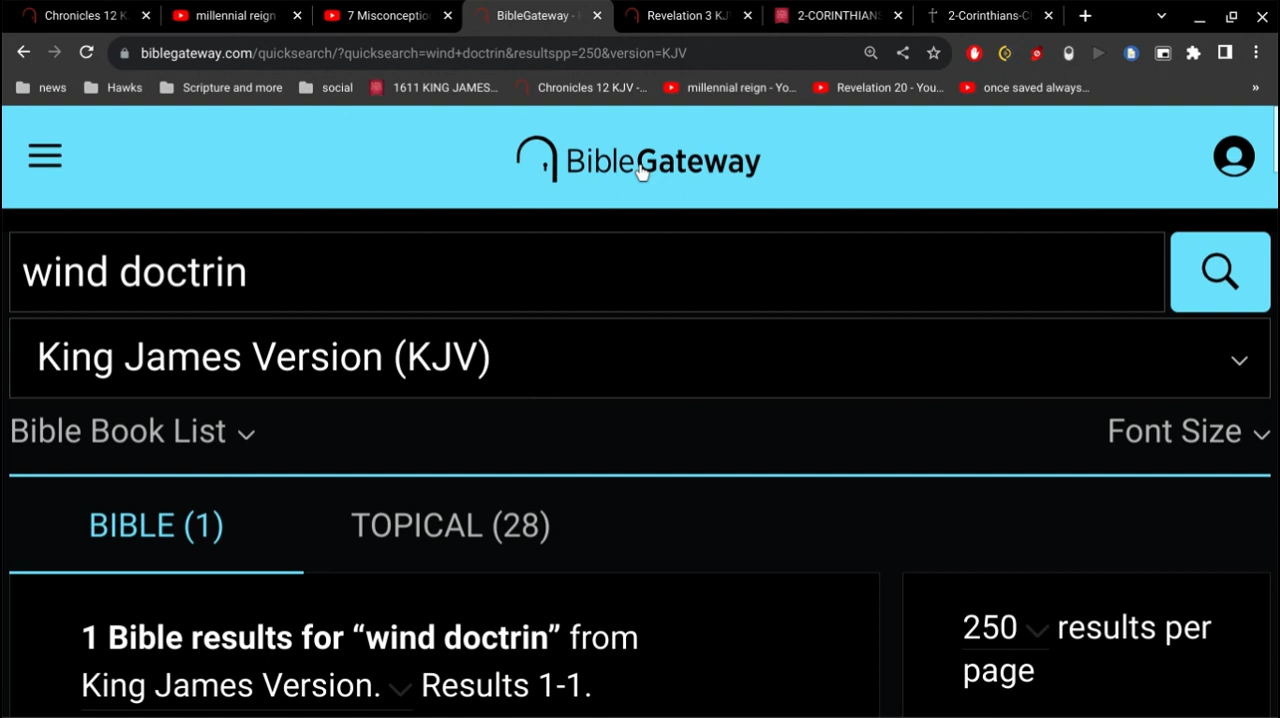 Chronicles 12 K
millennial reign
7 Misconceptio
BibleGateway -
Revelation 3 KJ
2-CORINTHIANS
2-Corinthians-C
biblegateway.com/quicksearch/?quicksearch=wind+doctrin&resultspp=250&version=KJV
news
Hawks
Scripture and more
social
1611 KING JAMES...
Chronicles 12 KJV -...
millennial reign - Yo...
Revelation 20 - You...
once saved always...
»
BibleGateway
wind doctrin
King James Version (KJV)
Bible Book List
Font Size
BIBLE (1)
TOPICAL (28)
1 Bible results for “wind doctrin” from
King James Version. Results 1-1.
250 results per
page